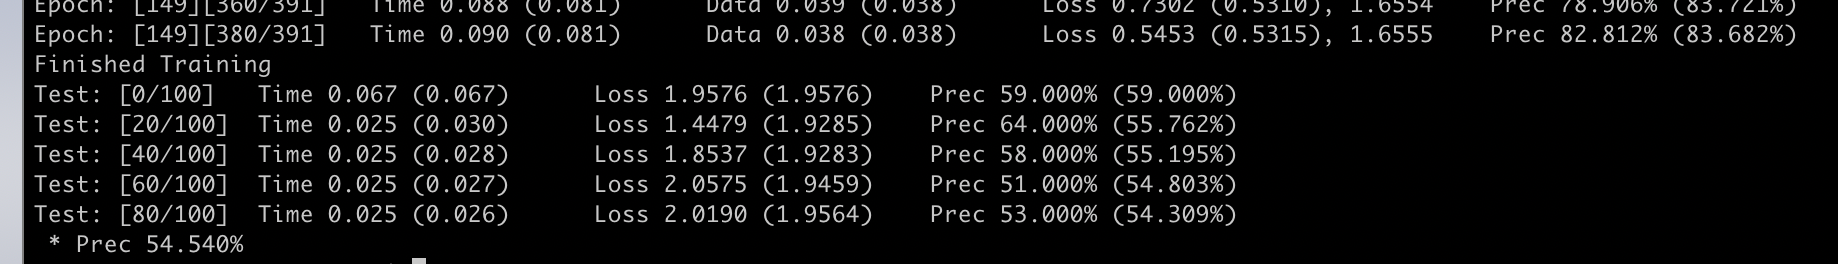 Epoch: [149][360/391]   Time 0.088 (0.081)      Data 0.039 (0.038)      Loss 0.7302 (0.5310), 1.6554    Prec 78.906% (83.721%)
Epoch: [149][380/391]   Time 0.090 (0.081)      Data 0.038 (0.038)      Loss 0.5453 (0.5315), 1.6555    Prec 82.812% (83.682%)
Finished Training
Test: [0/100]   Time 0.067 (0.067)      Loss 1.9576 (1.9576)    Prec 59.000% (59.000%)
Test: [20/100]  Time 0.025 (0.030)      Loss 1.4479 (1.9285)    Prec 64.000% (55.762%)
Test: [40/100]  Time 0.025 (0.028)      Loss 1.8537 (1.9283)    Prec 58.000% (55.195%)
Test: [60/100]  Time 0.025 (0.027)      Loss 2.0575 (1.9459)    Prec 51.000% (54.803%)
Test: [80/100]  Time 0.025 (0.026)      Loss 2.0190 (1.9564)    Prec 53.000% (54.309%)
 * Prec 54.540%